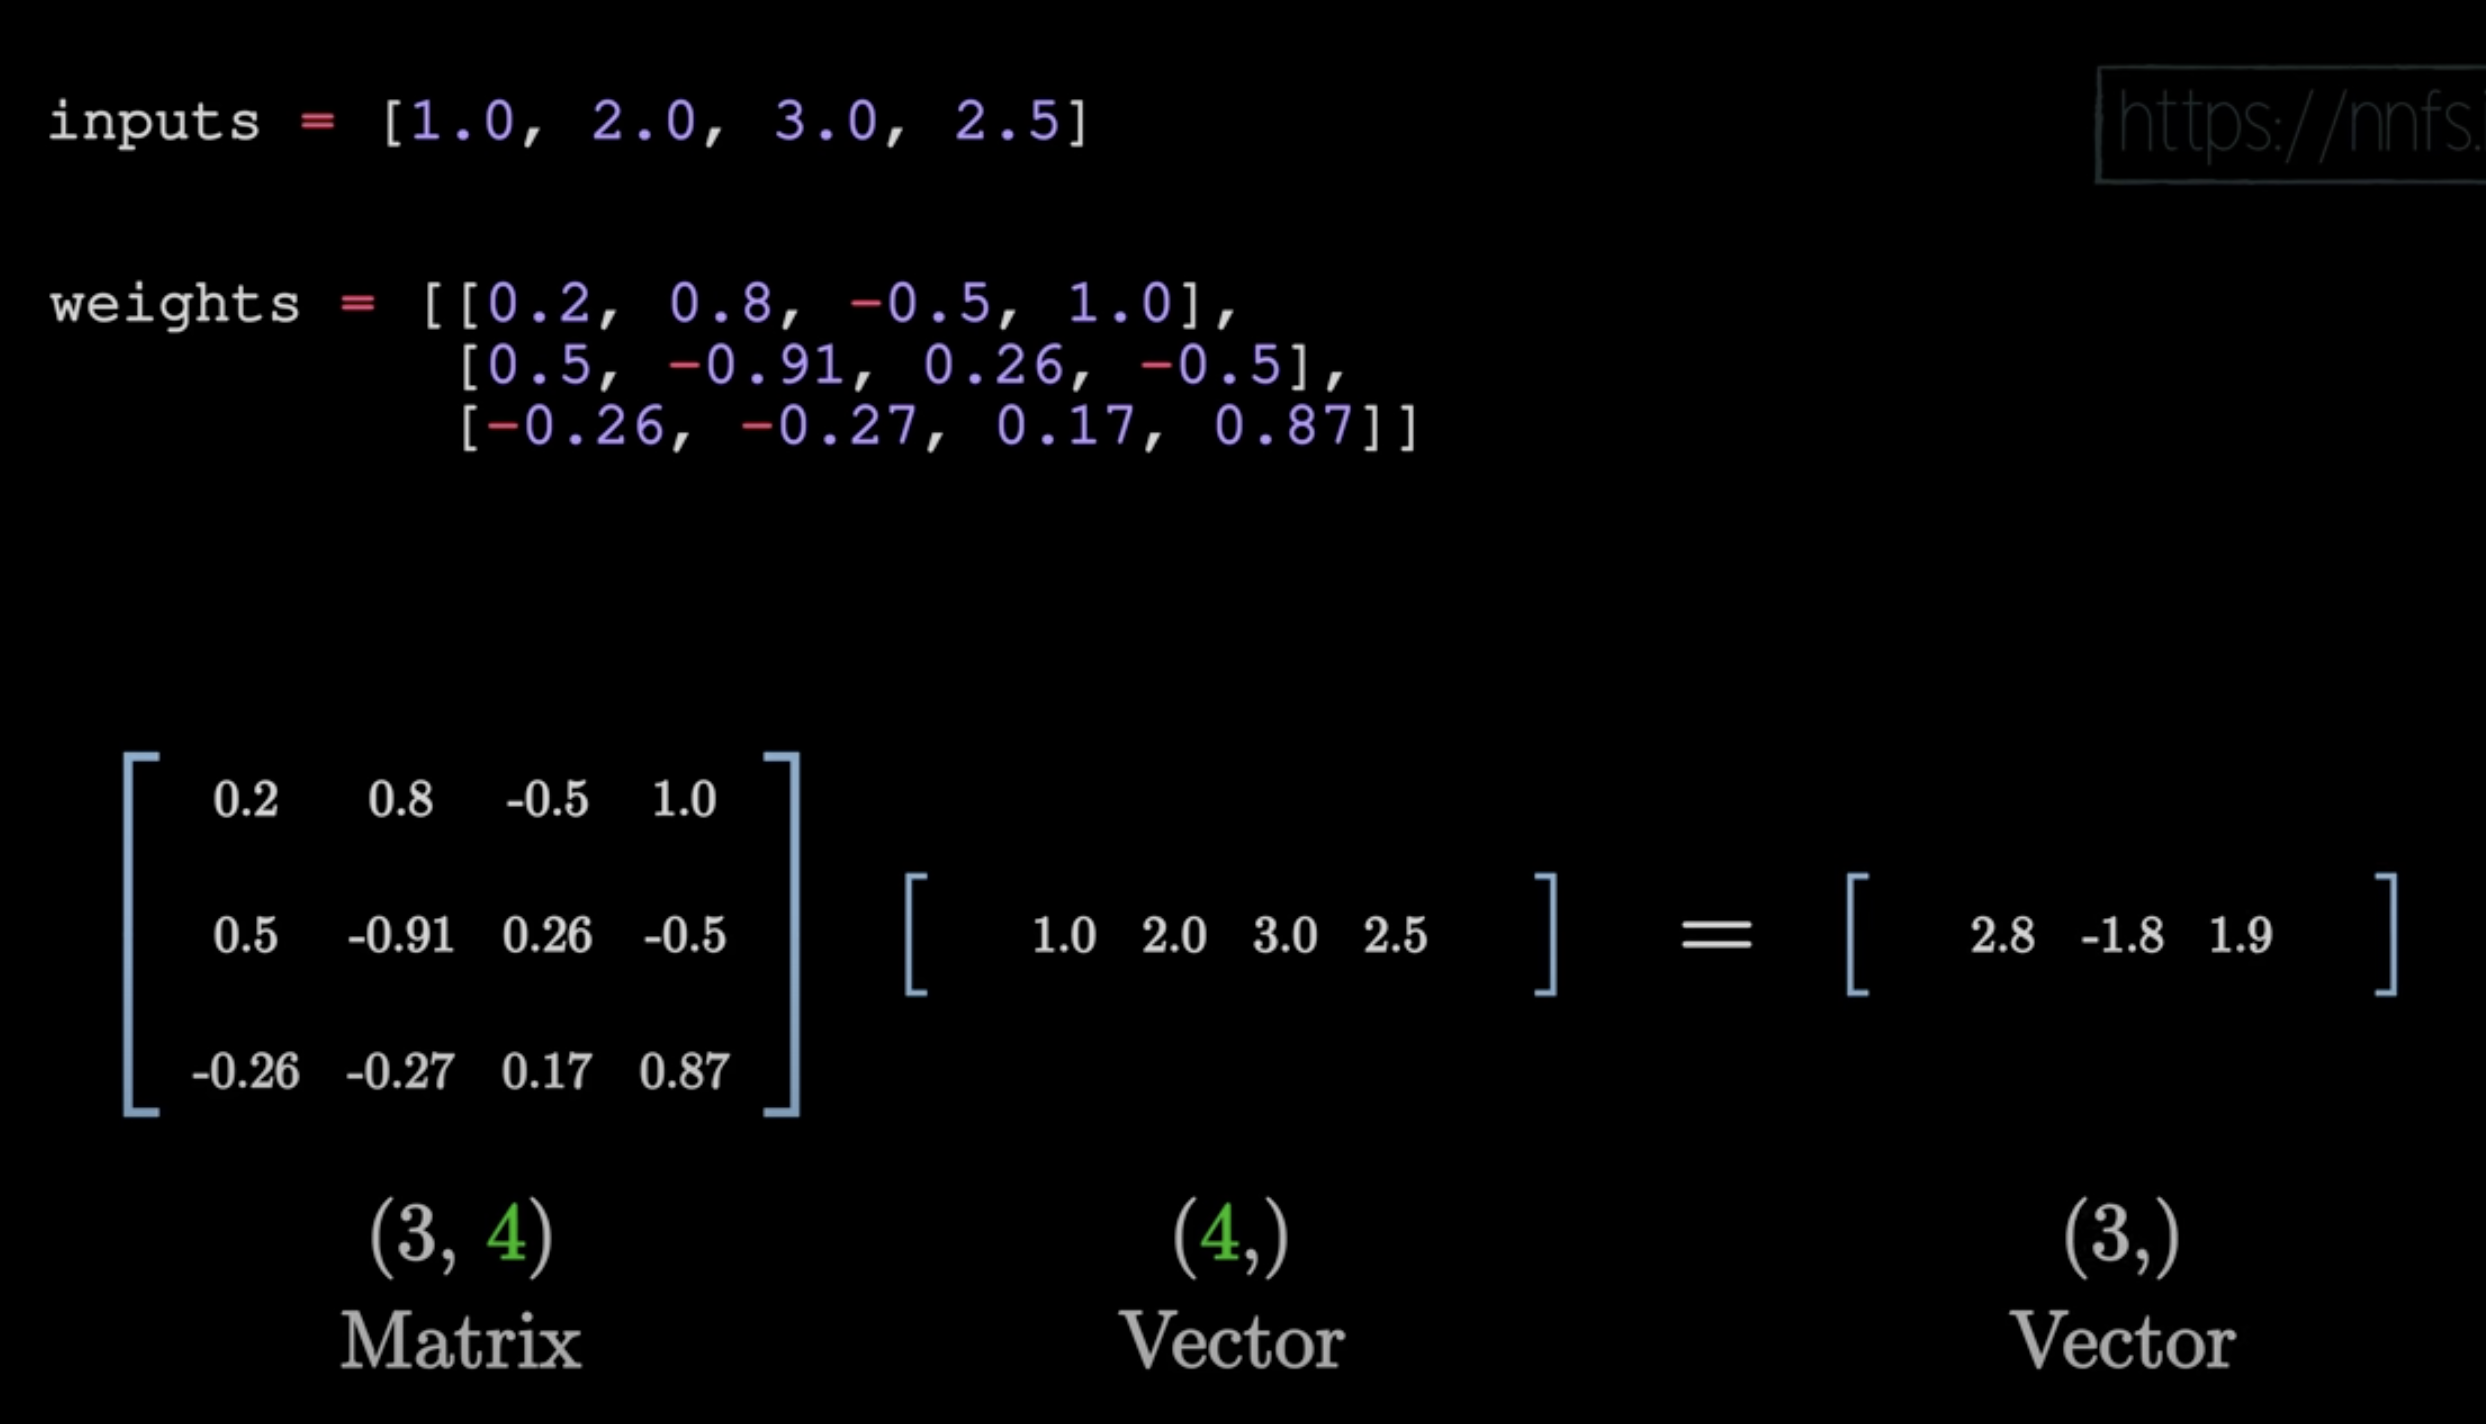 inputs = [1.0, 2.0, 3.0, 2.5]
https://nnfs.
weights = [[0.2, 0.8, -0.5, 1.0],
[0.5, -0.91, 0.26, -0.5],
[-0.26, -0.27, 0.17, 0.87]]
0.2 0.8 -0.5 1.0
0.5 -0.91 0.26 -0.5
-0.26 -0.27 0.17 0.87
[1.0 2.0 3.0 2.5] = [2.8 -1.8 1.9]
(3, 4) (4,) (3,)
Matrix Vector Vector